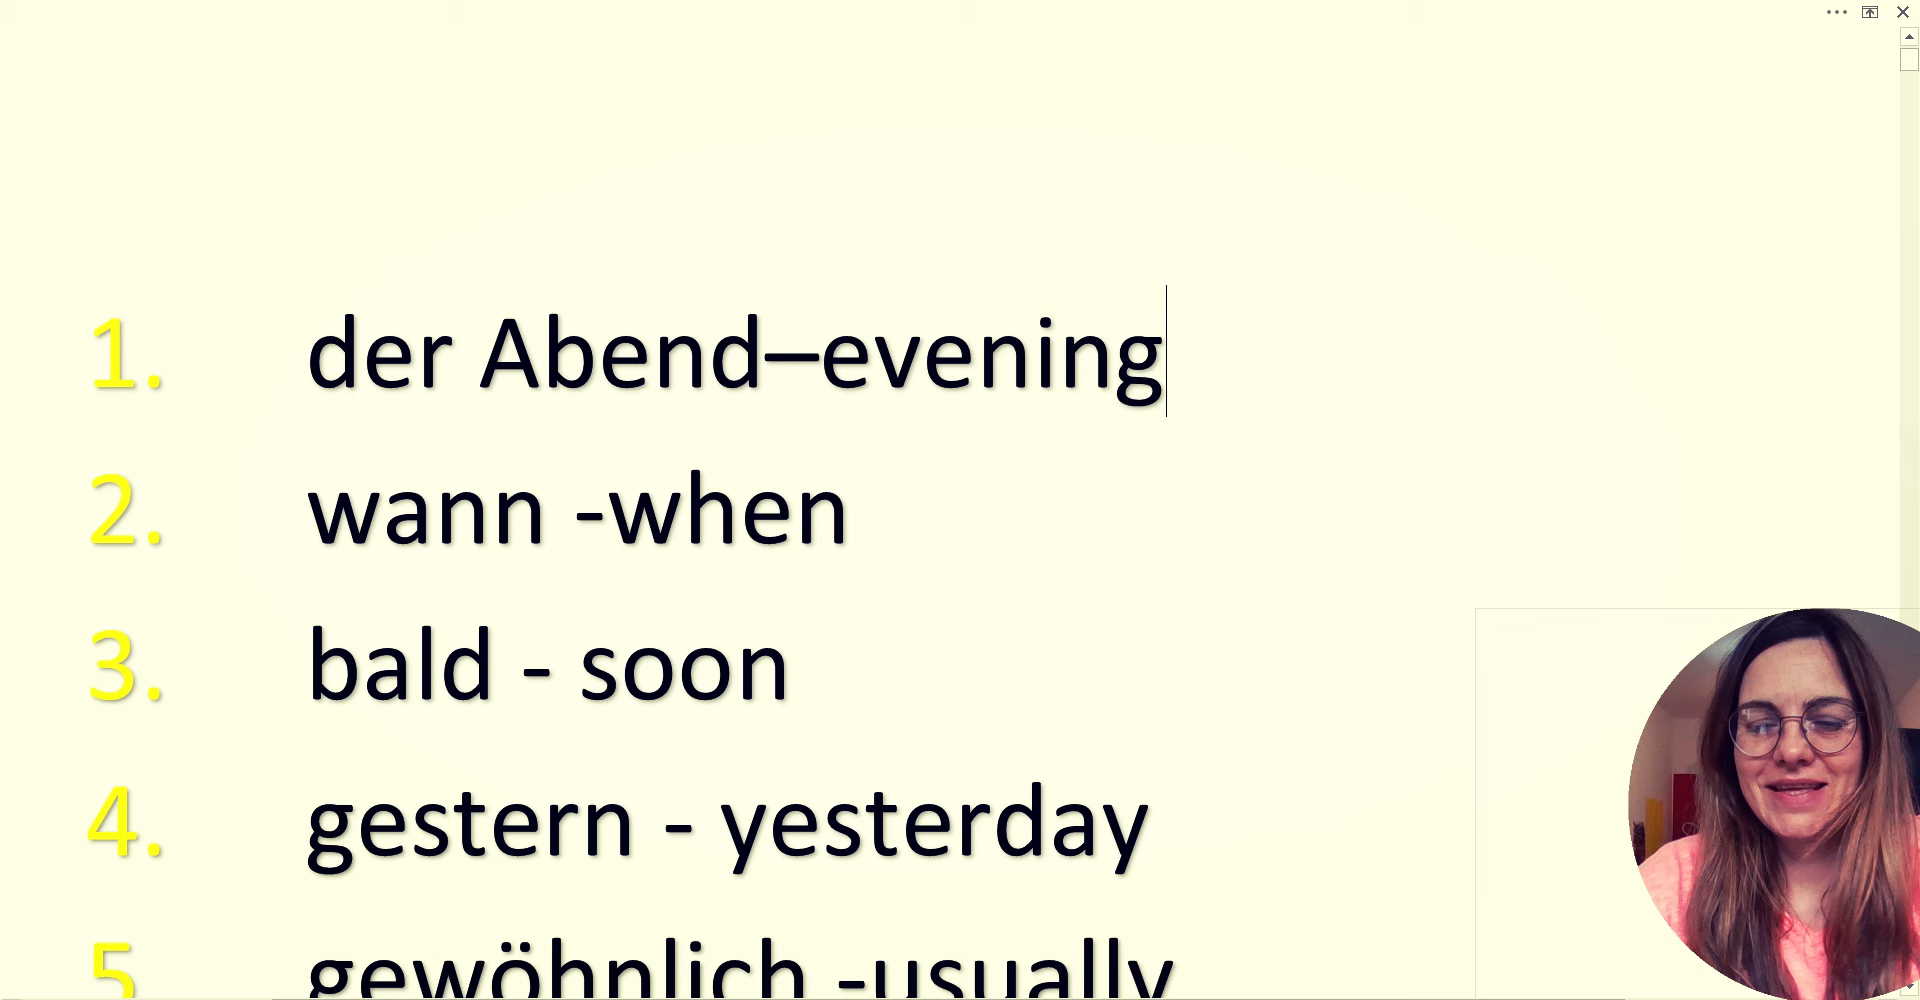 1. der Abend–evening
2. wann -when
3. bald - soon
4. gestern - yesterday
5. gewöhnlich -usually